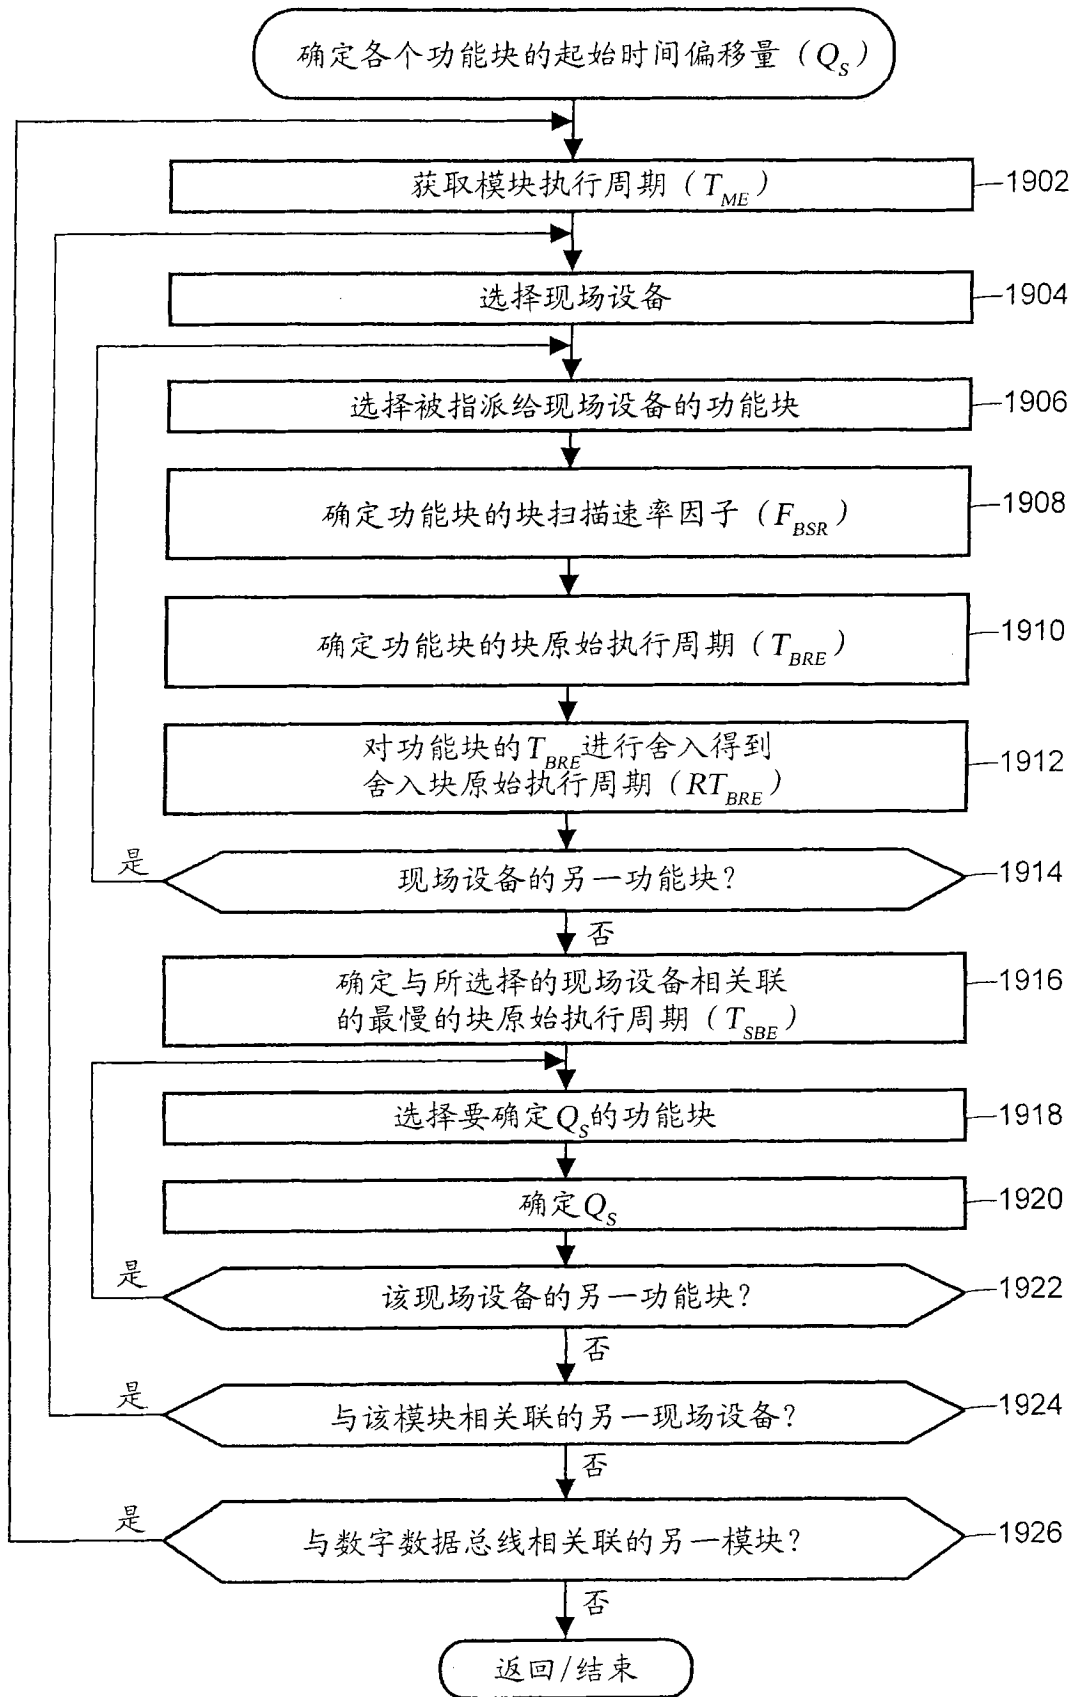 确定各个功能块的起始时间偏移量（Q_S）
获取模块执行周期（T_ME）
1902
选择现场设备
1904
选择被指派给现场设备的功能块
1906
确定功能块的块扫描速率因子（F_BSR）
1908
确定功能块的块原始执行周期（T_BRE）
1910
对功能块的T_BRE进行舍入得到
舍入块原始执行周期（RT_BRE）
1912
是
现场设备的另一功能块？
1914
否
确定与所选择的现场设备相关联
的最慢的块原始执行周期（T_SBE）
1916
选择要确定Q_S的功能块
1918
确定Q_S
1920
是
该现场设备的另一功能块？
1922
否
是
与该模块相关联的另一现场设备？
1924
否
是
与数字数据总线相关联的另一模块？
1926
否
返回/结束